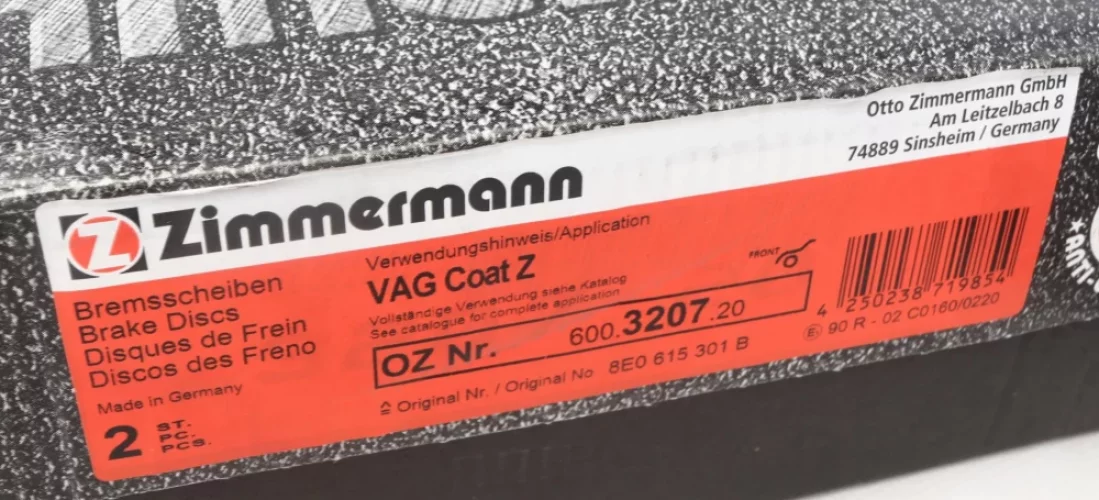 Otto Zimmermann GmbH
Am Leitzelbach 8
74889 Sinsheim / Germany
Z Zimmermann
Bremsscheiben
Brake Discs
Disques de Frein
Discos des Freno
Made in Germany
2 ST.
PC.
PCS.
Verwendungshinweis/Application
VAG Coat Z
Vollständige Verwendung siehe Katalog
See catalogue for complete application
OZ Nr. 600.3207.20
≙ Original Nr. / Original No 8E0 615 301 B
FRONT
4 250238 719854
E1 90 R - 02 C0160/0220
ANTI-